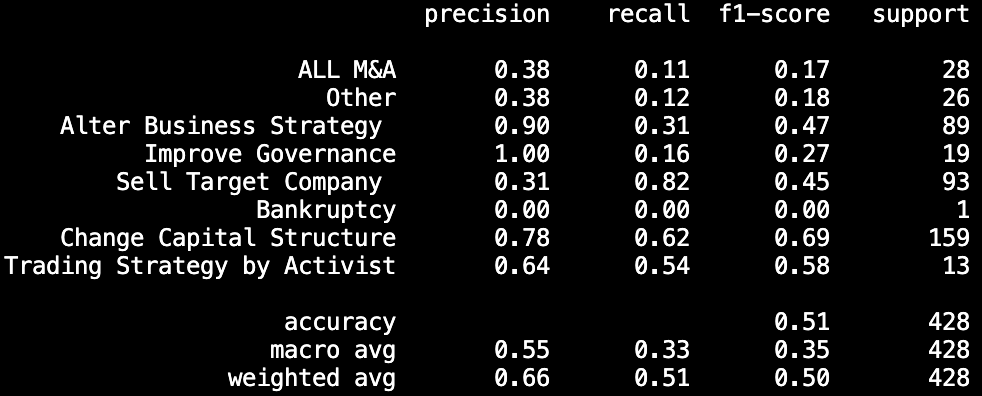 precision recall f1-score support
ALL M&A 0.38 0.11 0.17 28
Other 0.38 0.12 0.18 26
Alter Business Strategy 0.90 0.31 0.47 89
Improve Governance 1.00 0.16 0.27 19
Sell Target Company 0.31 0.82 0.45 93
Bankruptcy 0.00 0.00 0.00 1
Change Capital Structure 0.78 0.62 0.69 159
Trading Strategy by Activist 0.64 0.54 0.58 13
accuracy 0.51 428
macro avg 0.55 0.33 0.35 428
weighted avg 0.66 0.51 0.50 428